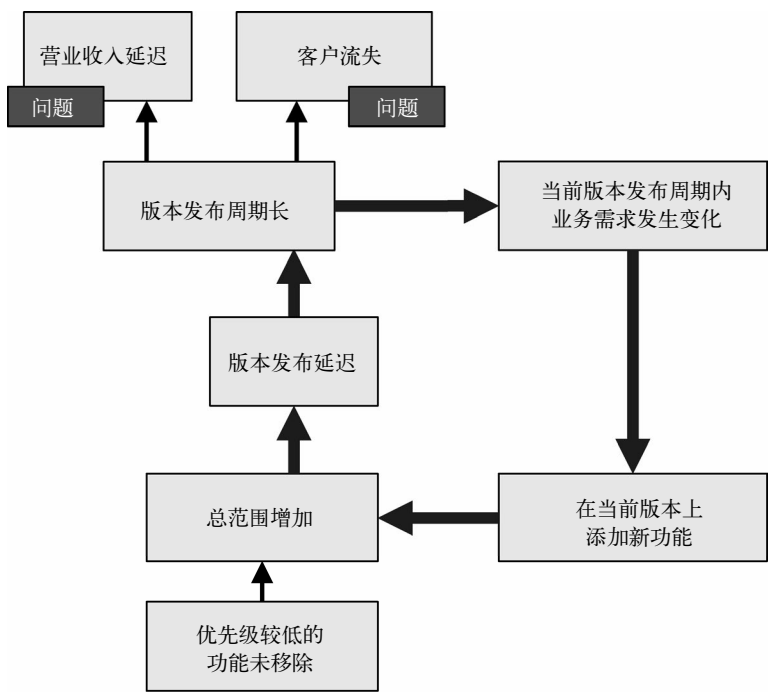 营业收入延迟
客户流失
问题
问题
版本发布周期长
当前版本发布周期内
业务需求发生变化
版本发布延迟
总范围增加
在当前版本上
添加新功能
优先级较低的
功能未移除